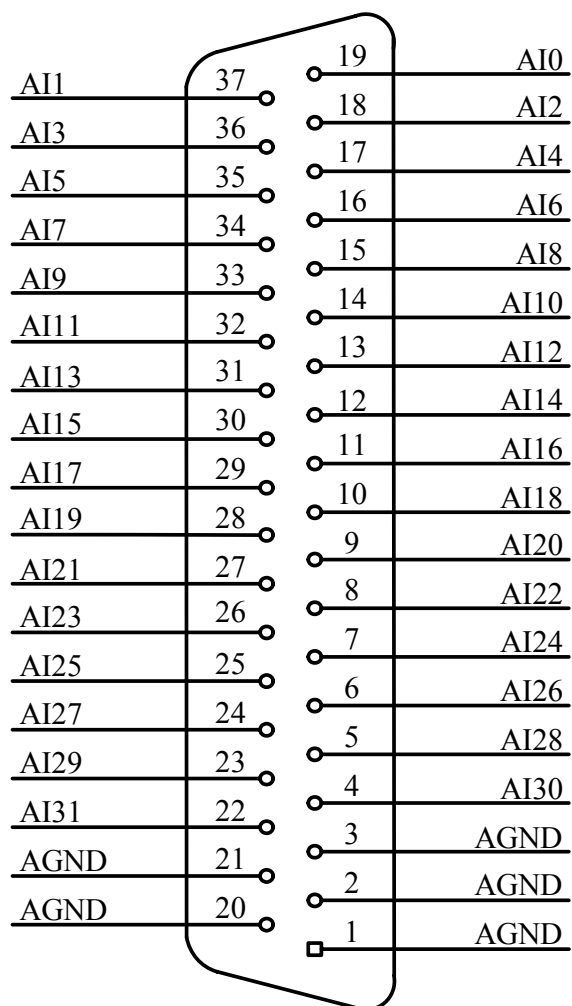 19 AI0
AI1 37
18 AI2
AI3 36
17 AI4
AI5 35
16 AI6
AI7 34
15 AI8
AI9 33
14 AI10
AI11 32
13 AI12
AI13 31
12 AI14
AI15 30
11 AI16
AI17 29
10 AI18
AI19 28
9 AI20
AI21 27
8 AI22
AI23 26
7 AI24
AI25 25
6 AI26
AI27 24
5 AI28
AI29 23
4 AI30
AI31 22
3 AGND
AGND 21
2 AGND
AGND 20
1 AGND